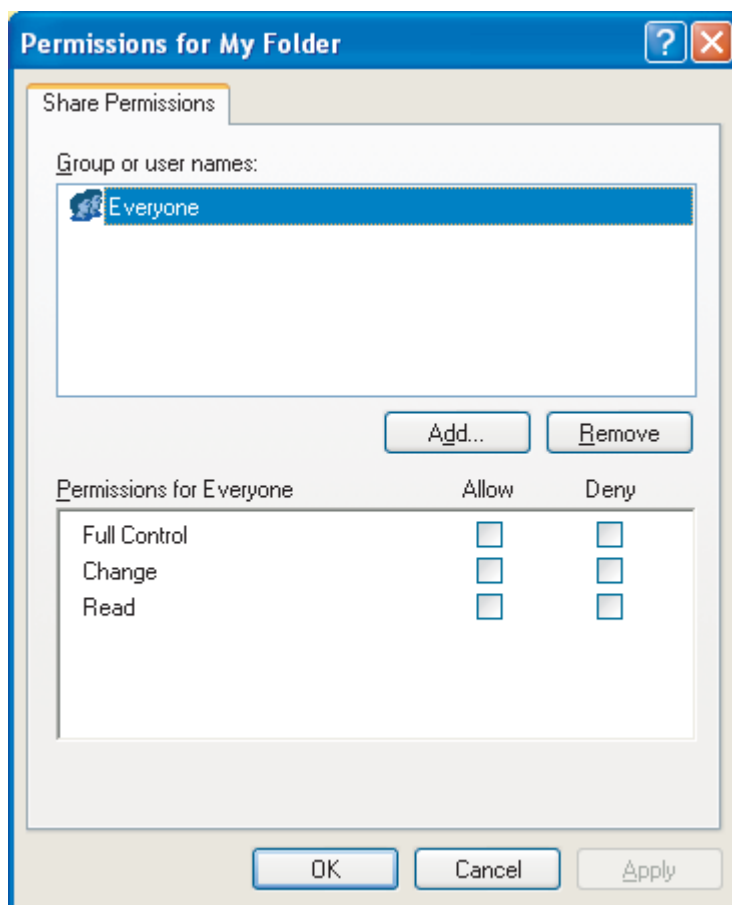 Permissions for My Folder
Share Permissions
Group or user names:
Everyone
Add... Remove
Permissions for Everyone Allow Deny
Full Control
Change
Read
OK Cancel Apply